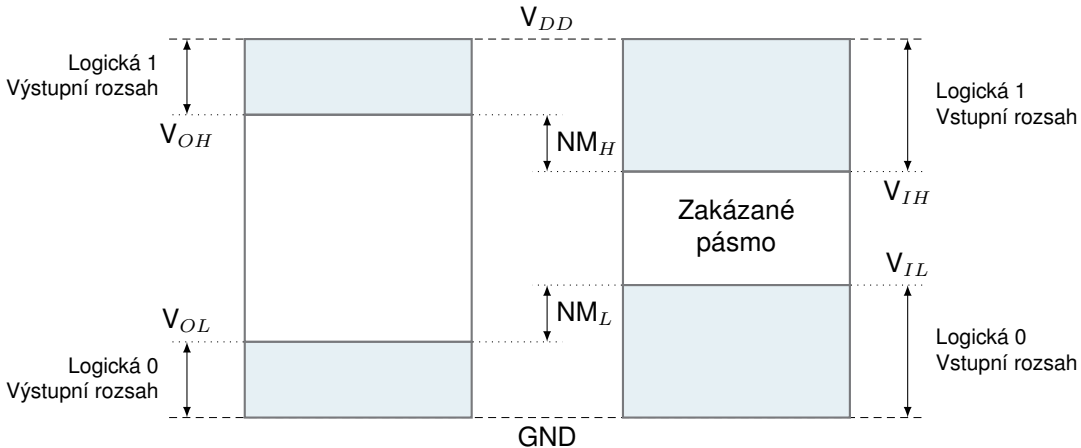 V_DD
Logická 1
Výstupní rozsah
V_OH
NM_H
Logická 1
Vstupní rozsah
V_IH
Zakázané
pásmo
V_IL
NM_L
V_OL
Logická 0
Výstupní rozsah
Logická 0
Vstupní rozsah
GND